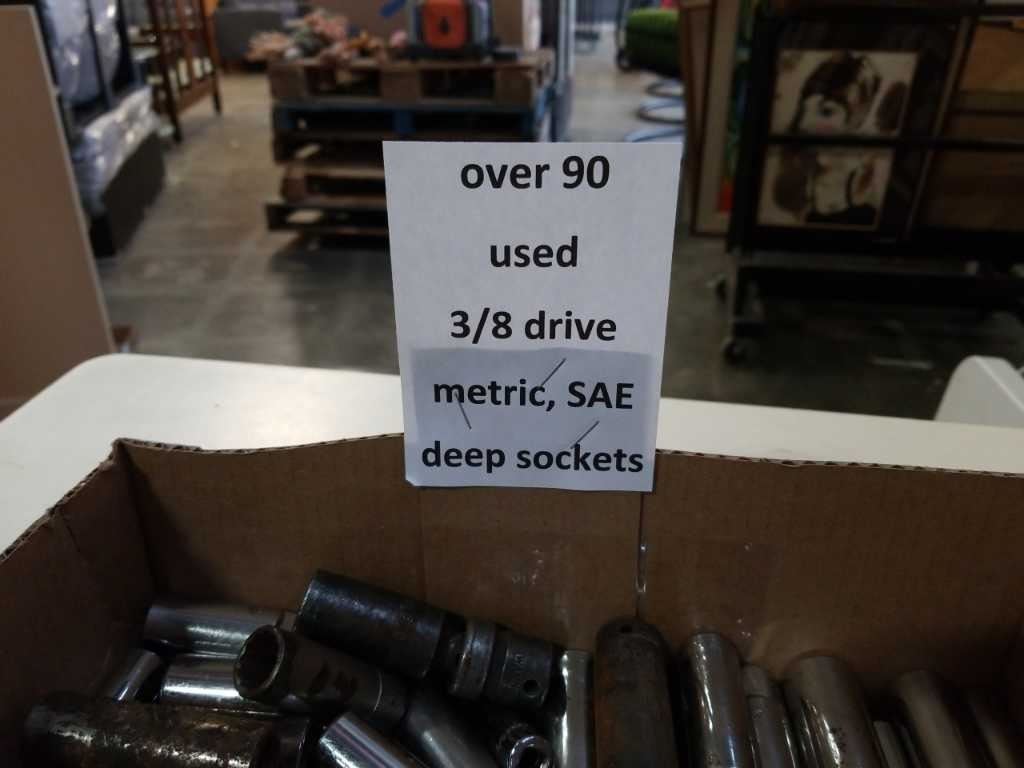 over 90
used
3/8 drive
metric, SAE
deep sockets